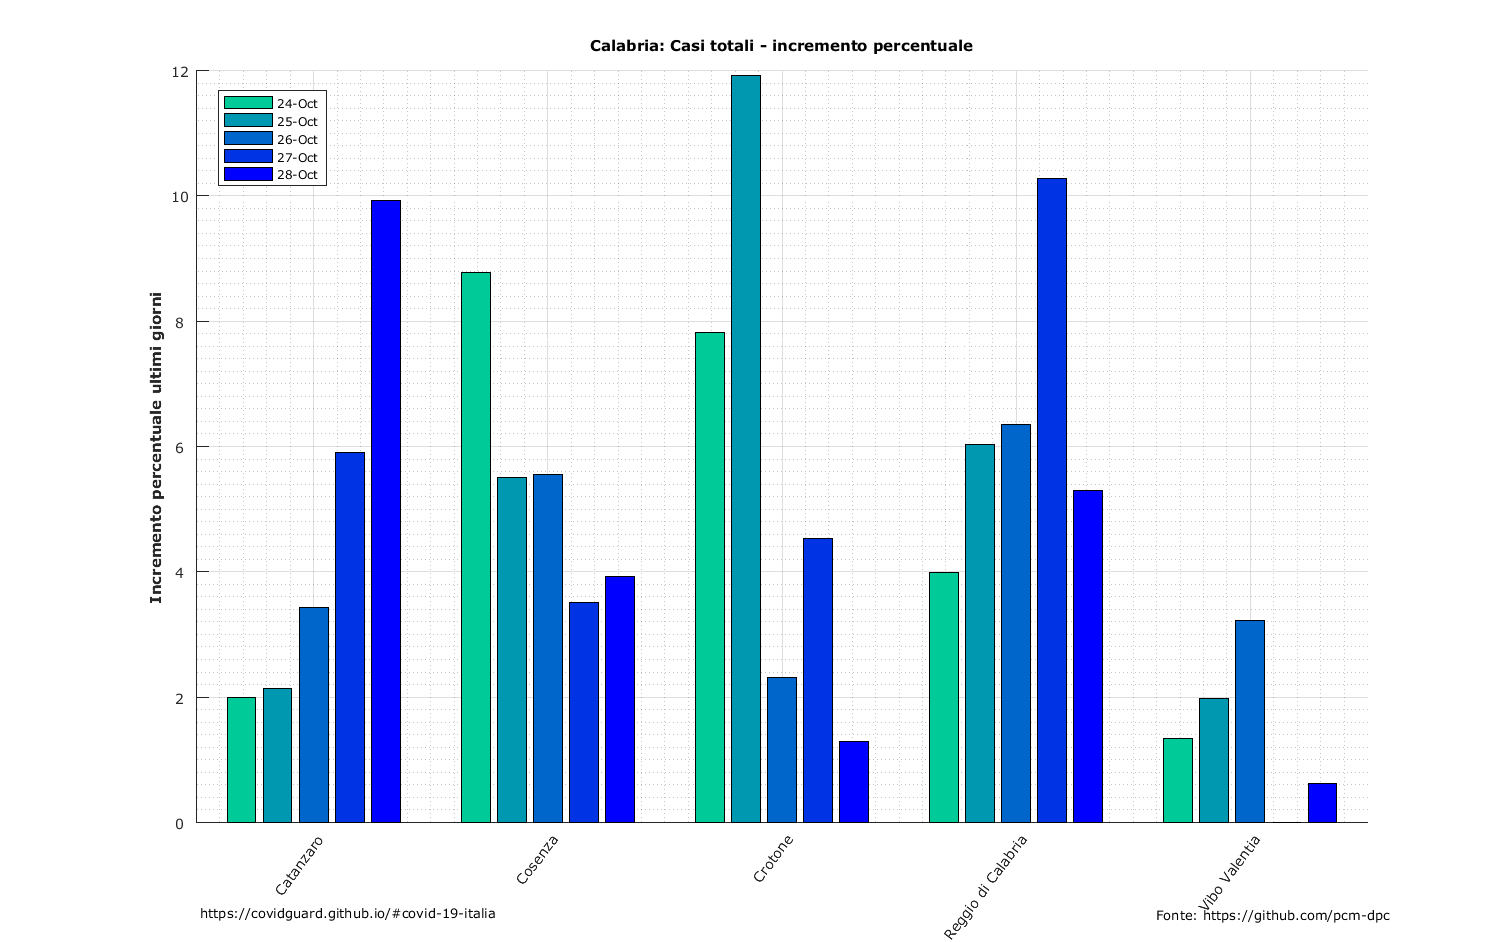 Calabria: Casi totali - incremento percentuale
12
10
8
6
4
2
0
Incremento percentuale ultimi giorni
24-Oct
25-Oct
26-Oct
27-Oct
28-Oct
Catanzaro
Cosenza
Crotone
Reggio di Calabria
Vibo Valentia
https://covidguard.github.io/#covid-19-italia
Fonte: https://github.com/pcm-dpc